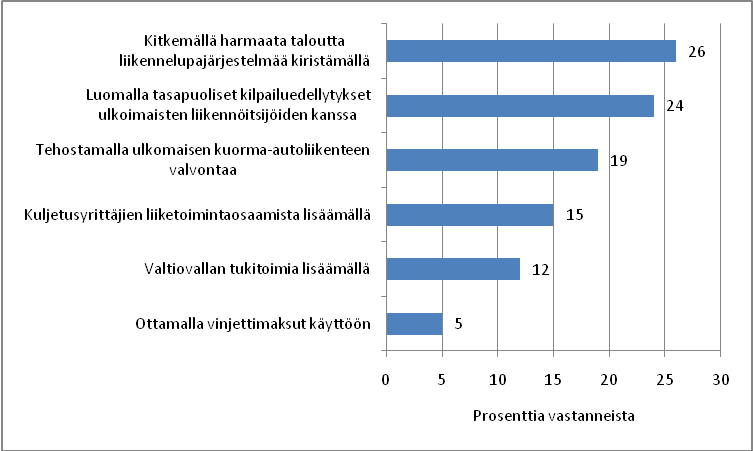 Kitkemällä harmaata taloutta
liikennelupajärjestelmää kiristämällä
26
Luomalla tasapuoliset kilpailuedellytykset
ulkoimaisten liikennöitsijöiden kanssa
24
Tehostamalla ulkomaisen kuorma-autoliikenteen
valvontaa
19
Kuljetusyrittäjien liiketoimintaosaamista lisäämällä
15
Valtiovallan tukitoimia lisäämällä
12
Ottamalla vinjettimaksut käyttöön
5
0 5 10 15 20 25 30
Prosenttia vastanneista